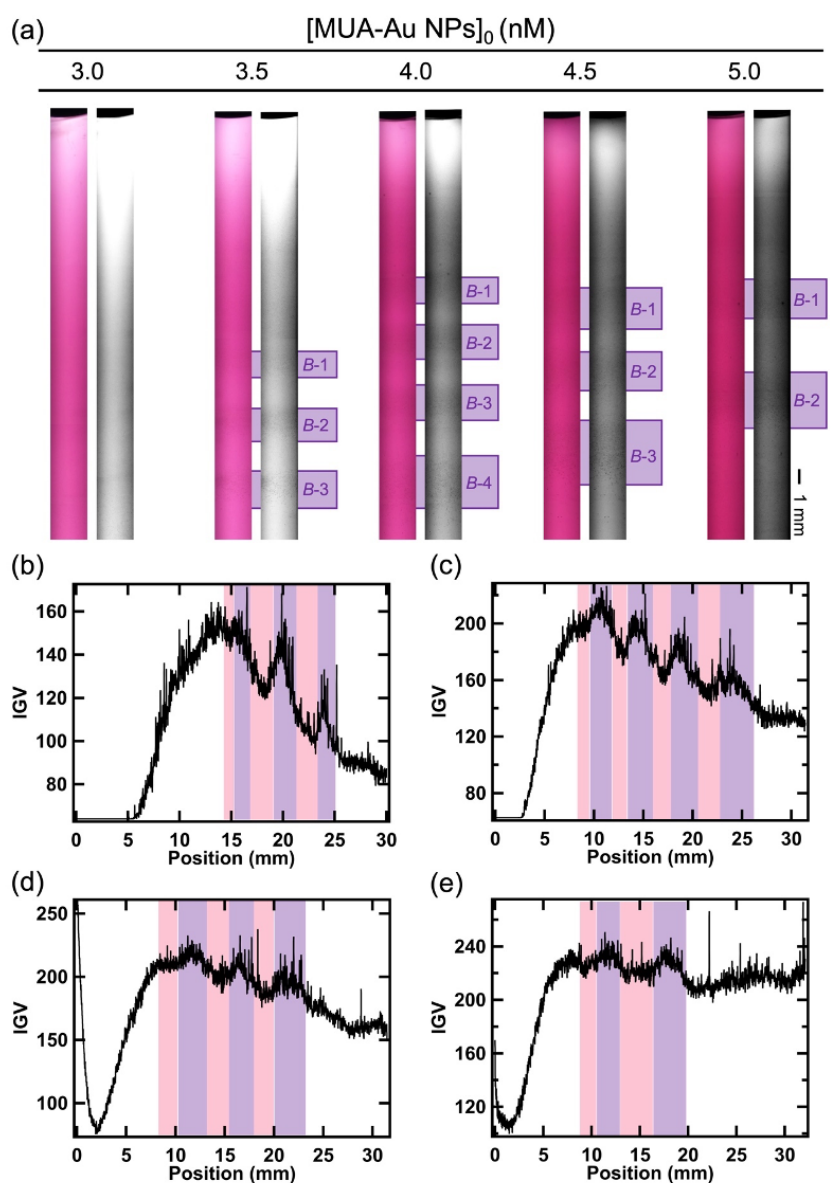 (a)
[MUA-Au NPs]0 (nM)
3.0 3.5 4.0 4.5 5.0
B-1 B-2 B-3
B-1 B-2 B-3 B-4
B-1 B-2 B-3
B-1 B-2
1 mm
(b)
160
140
120
100
80
IGV
0 5 10 15 20 25 30
Position (mm)
(c)
200
160
120
80
IGV
0 5 10 15 20 25 30
Position (mm)
(d)
250
200
150
100
IGV
0 5 10 15 20 25 30
Position (mm)
(e)
240
220
180
160
120
IGV
0 5 10 15 20 25 30
Position (mm)